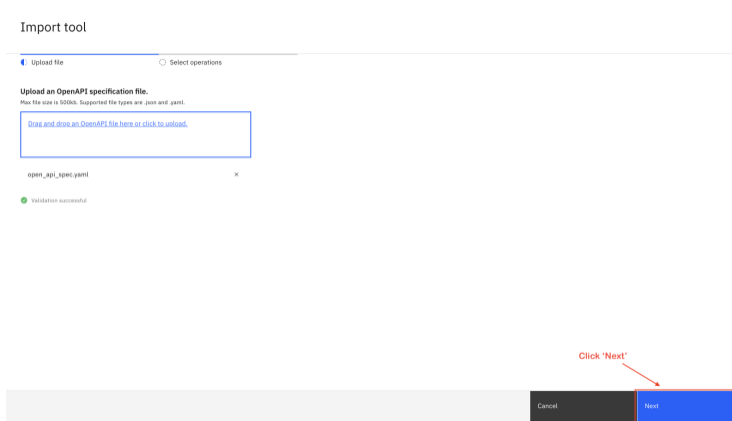 Import tool
Upload file
Select operations
Upload an OpenAPI specification file.
Max file size is 500kb. Supported file types are .json and .yaml.
Drag and drop an OpenAPI file here or click to upload.
open_api_spec.yaml
Validation successful
Click 'Next'
Cancel
Next